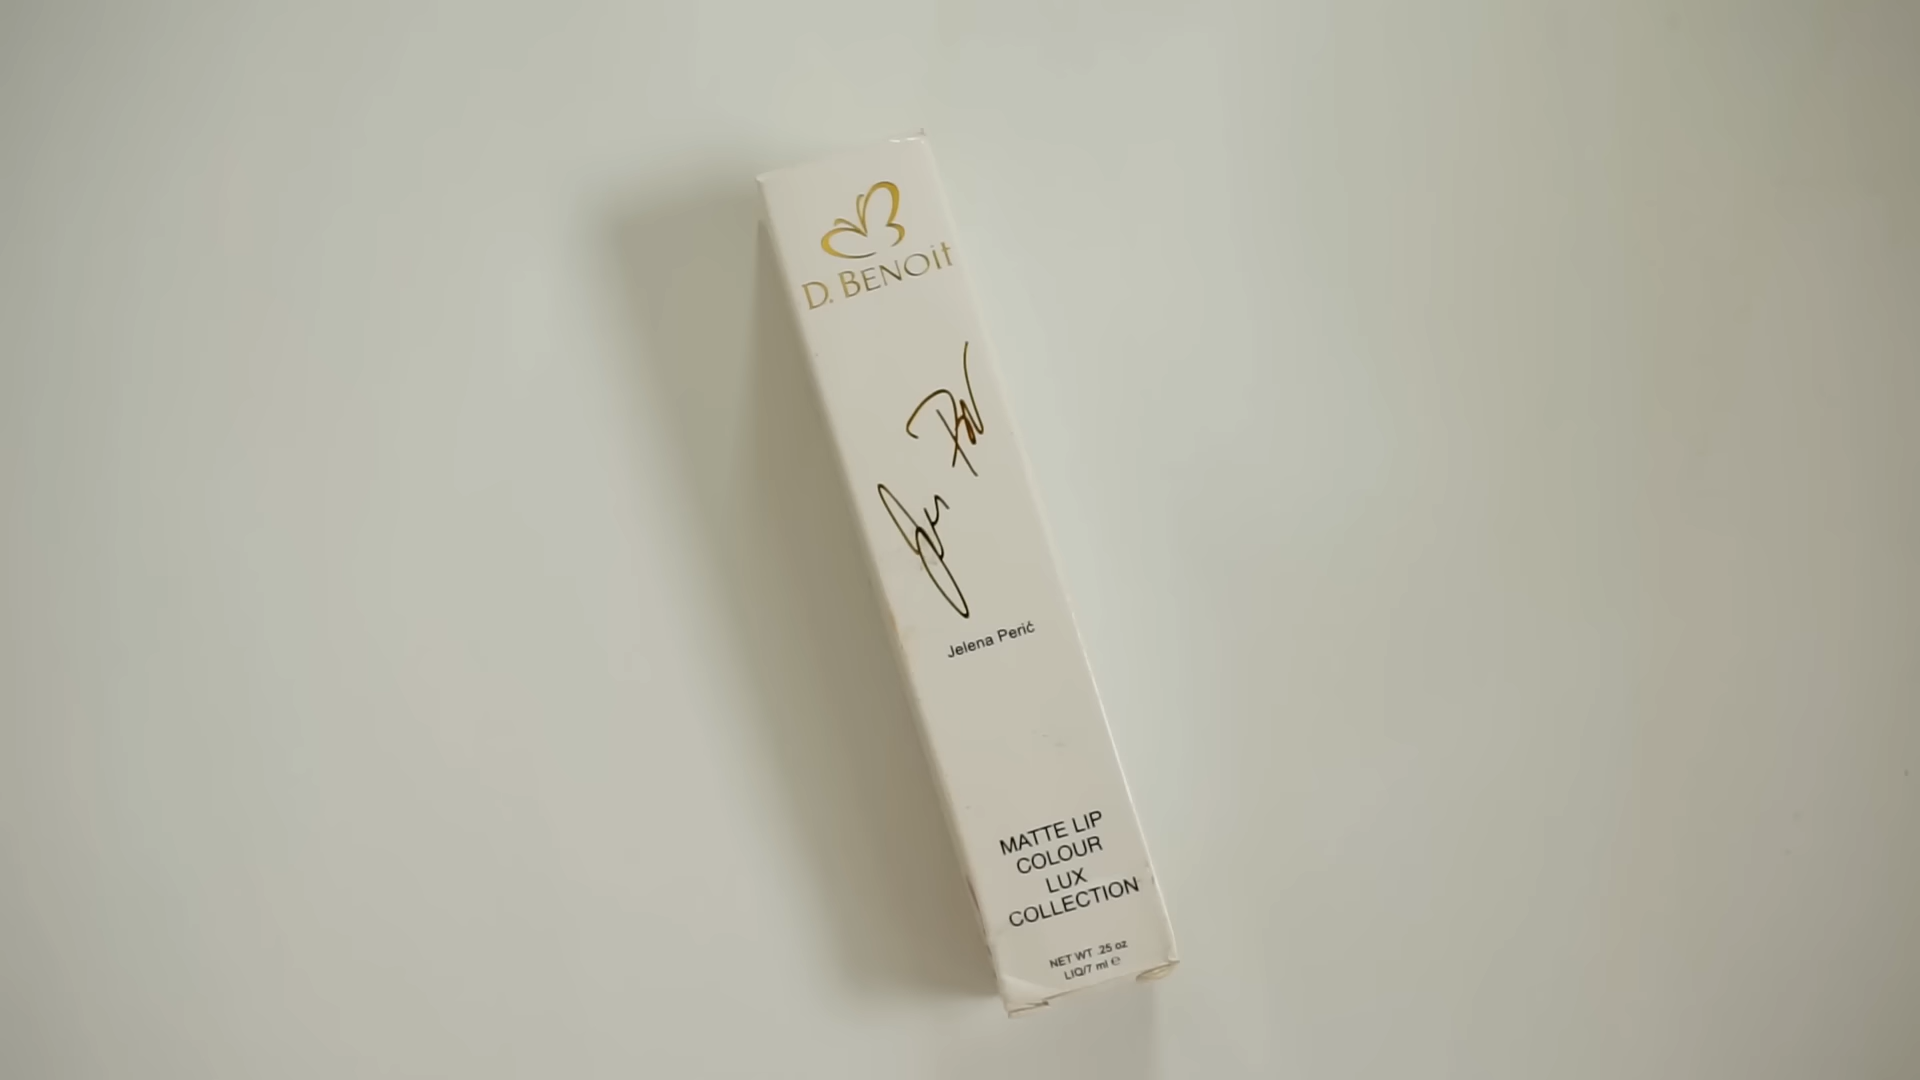 D. BENOit
Jelena Perić
MATTE LIP
COLOUR
LUX
COLLECTION
NET WT .25 oz
LIQ/7 ml ℮